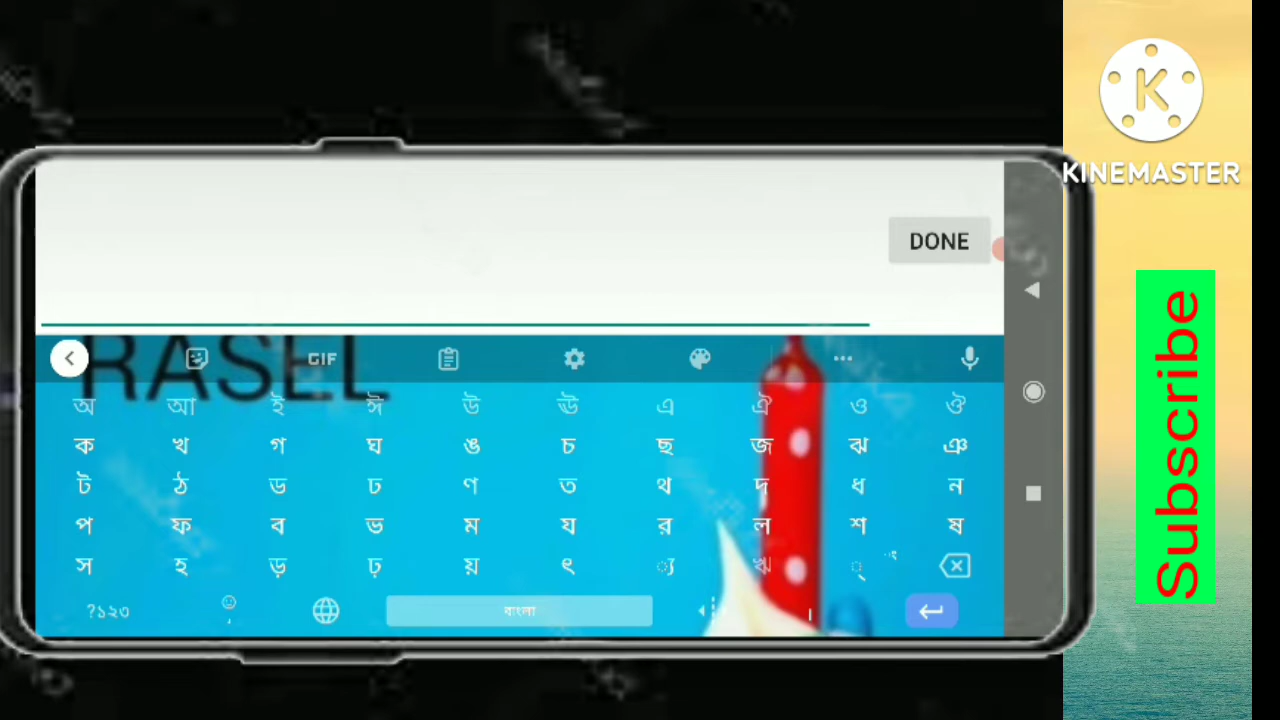 KINEMASTER
DONE
Subscribe
RASEL
GIF
অ আ ই ঈ উ ঊ এ ঐ ও ঔ
ক খ গ ঘ ঙ চ ছ জ ঝ ঞ
ট ঠ ড ঢ ণ ত থ দ ধ ন
প ফ ব ভ ম য র ল শ ষ
স হ ড় ঢ় য় ৎ ্য ঋ ্
?১২৩ বাংলা ।